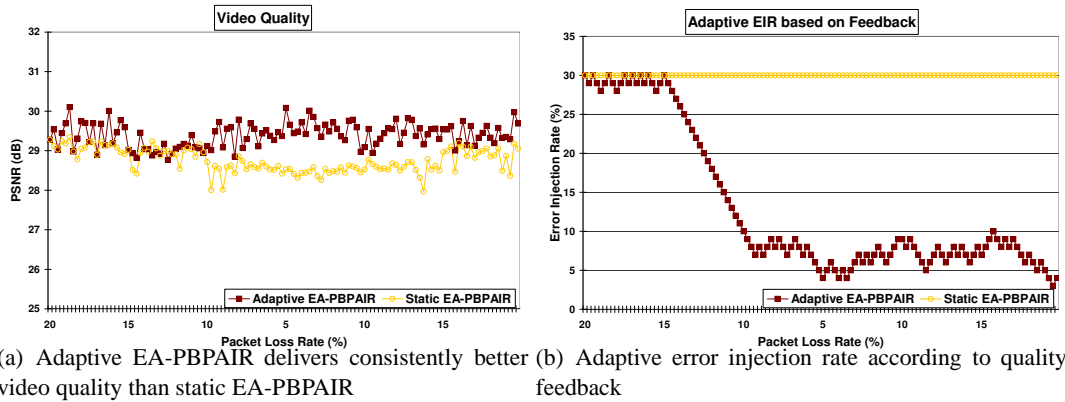 Video Quality
32
31
30
29
28
27
26
25
PSNR (dB)
Adaptive EA-PBPAIR Static EA-PBPAIR
20 15 10 5 10 15
Packet Loss Rate (%)
(a) Adaptive EA-PBPAIR delivers consistently better
video quality than static EA-PBPAIR
Adaptive EIR based on Feedback
35
30
25
20
15
10
5
0
Error Injection Rate (%)
Adaptive EA-PBPAIR Static EA-PBPAIR
20 15 10 5 10 15
Packet Loss Rate (%)
(b) Adaptive error injection rate according to quality
feedback